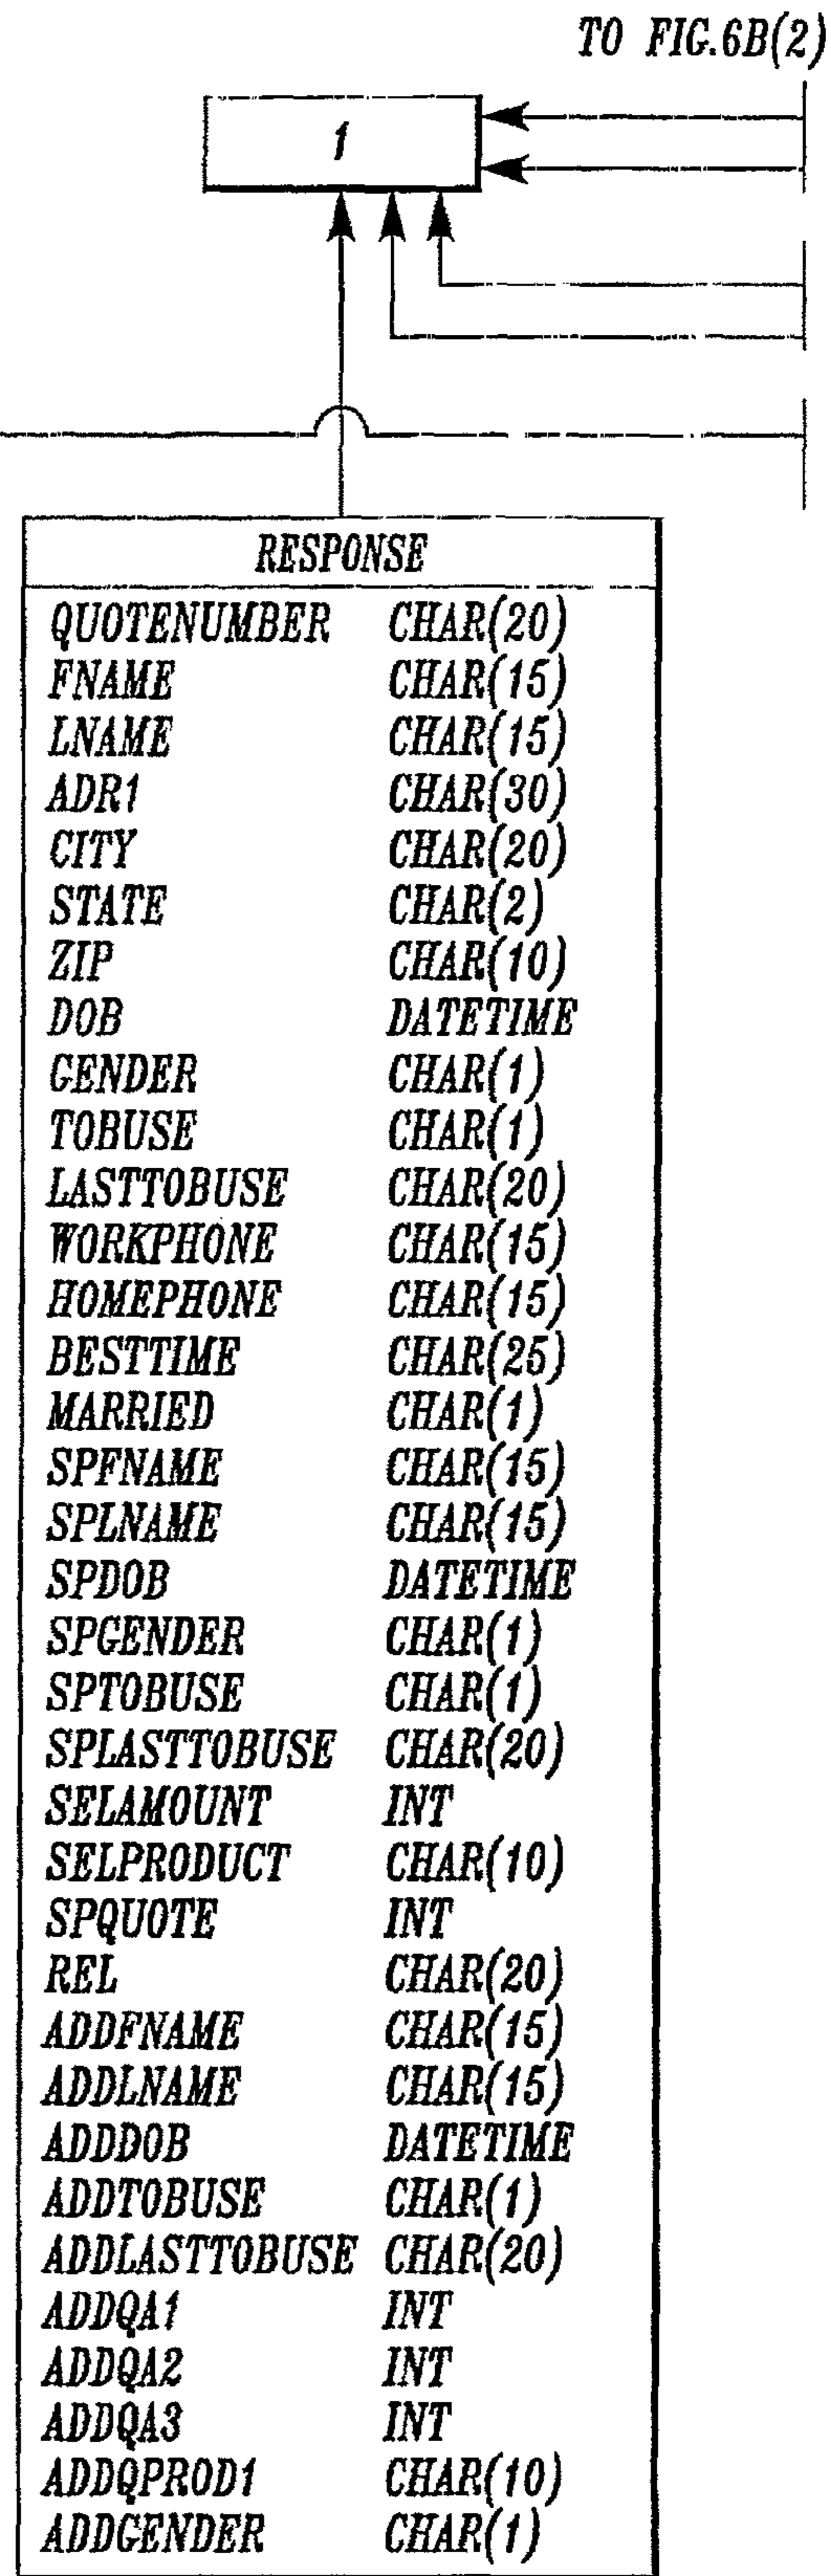 TO FIG.6B(2)
1
RESPONSE
QUOTENUMBER CHAR(20)
FNAME CHAR(15)
LNAME CHAR(15)
ADR1 CHAR(30)
CITY CHAR(20)
STATE CHAR(2)
ZIP CHAR(10)
DOB DATETIME
GENDER CHAR(1)
TOBUSE CHAR(1)
LASTTOBUSE CHAR(20)
WORKPHONE CHAR(15)
HOMEPHONE CHAR(15)
BESTTIME CHAR(25)
MARRIED CHAR(1)
SPFNAME CHAR(15)
SPLNAME CHAR(15)
SPDOB DATETIME
SPGENDER CHAR(1)
SPTOBUSE CHAR(1)
SPLASTTOBUSE CHAR(20)
SELAMOUNT INT
SELPRODUCT CHAR(10)
SPQUOTE INT
REL CHAR(20)
ADDFNAME CHAR(15)
ADDLNAME CHAR(15)
ADDDOB DATETIME
ADDTOBUSE CHAR(1)
ADDLASTTOBUSE CHAR(20)
ADDQA1 INT
ADDQA2 INT
ADDQA3 INT
ADDQPROD1 CHAR(10)
ADDGENDER CHAR(1)